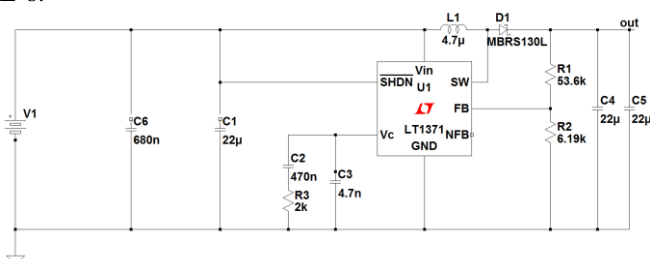 L1
4.7µ
D1
MBRS130L
out
SHDN
Vin
U1
SW
FB
Vc
LT1371
NFB
GND
R1
53.6k
R2
6.19k
C4
22µ
C5
22µ
V1
C6
680n
C1
22µ
C2
470n
R3
2k
C3
4.7n